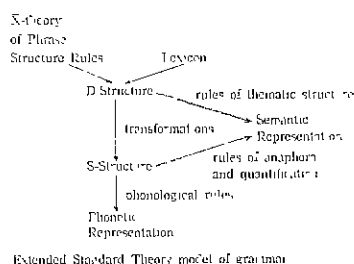 X-theory
of Phrase
Structure Rules
Lexicon
D Structure
rules of thematic structure
Semantic
Representation
transformations
S-Structure
rules of anaphora
and quantification
phonological rules
Phonetic
Representation
Extended Standard Theory model of grammar